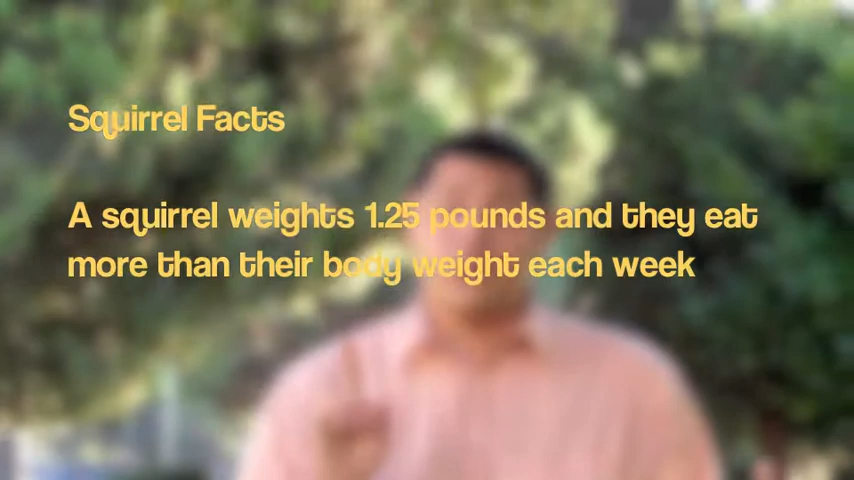 Squirrel Facts
A squirrel weights 1.25 pounds and they eat
more than their body weight each week